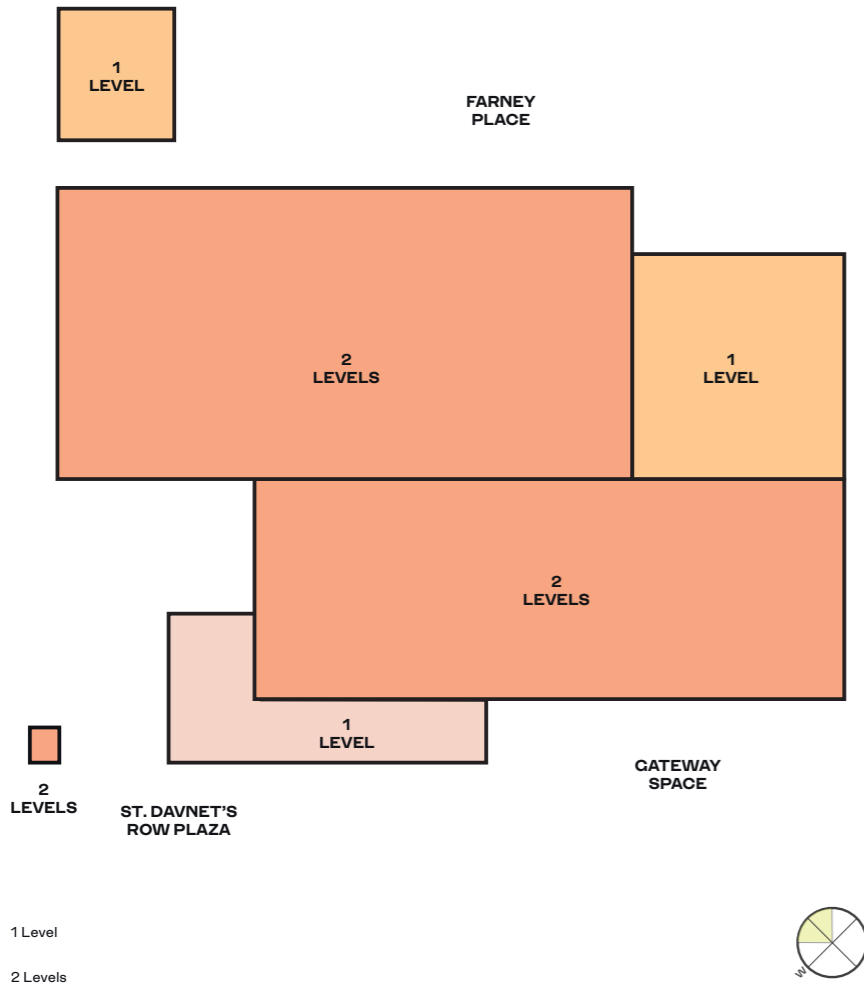 1
LEVEL
FARNEY
PLACE
2
LEVELS
1
LEVEL
2
LEVELS
1
LEVEL
2
LEVELS
ST. DAVNET'S
ROW PLAZA
GATEWAY
SPACE
1 Level
2 Levels
W